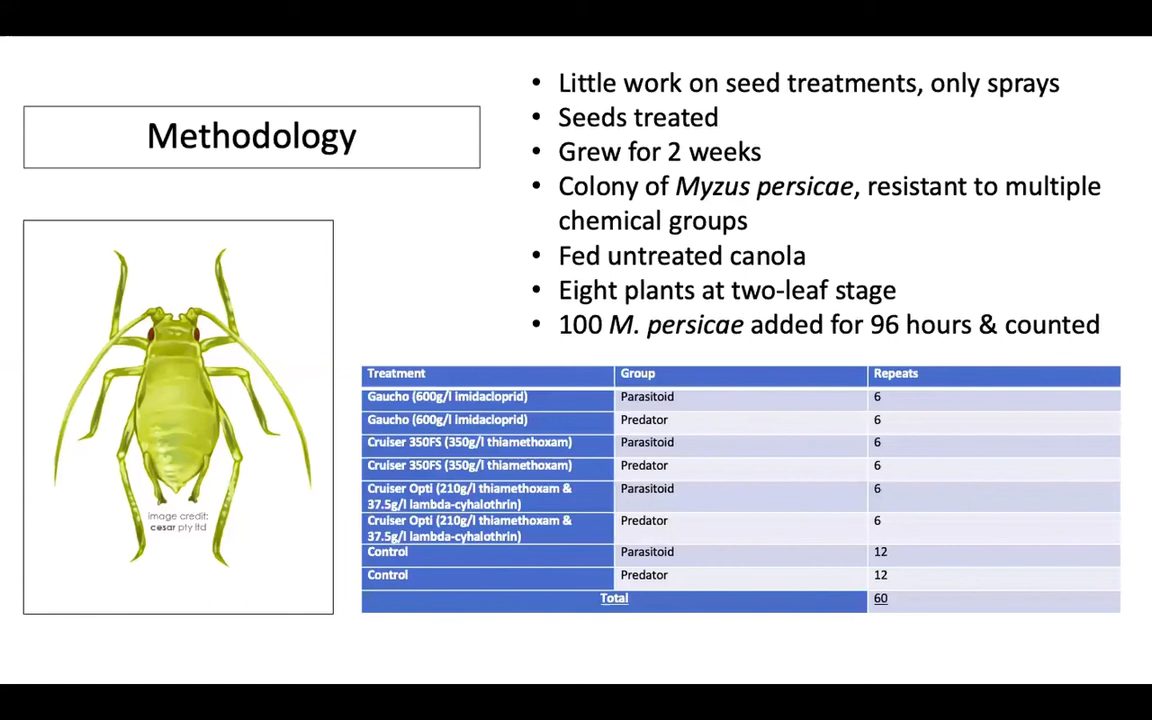 Methodology
image credit:
cesar pty ltd
• Little work on seed treatments, only sprays
• Seeds treated
• Grew for 2 weeks
• Colony of Myzus persicae, resistant to multiple
chemical groups
• Fed untreated canola
• Eight plants at two-leaf stage
• 100 M. persicae added for 96 hours & counted
Treatment Group Repeats
Gaucho (600g/l imidacloprid) Parasitoid 6
Gaucho (600g/l imidacloprid) Predator 6
Cruiser 350FS (350g/l thiamethoxam) Parasitoid 6
Cruiser 350FS (350g/l thiamethoxam) Predator 6
Cruiser Opti (210g/l thiamethoxam & Parasitoid 6
37.5g/l lambda-cyhalothrin)
Cruiser Opti (210g/l thiamethoxam & Predator 6
37.5g/l lambda-cyhalothrin)
Control Parasitoid 12
Control Predator 12
Total 60